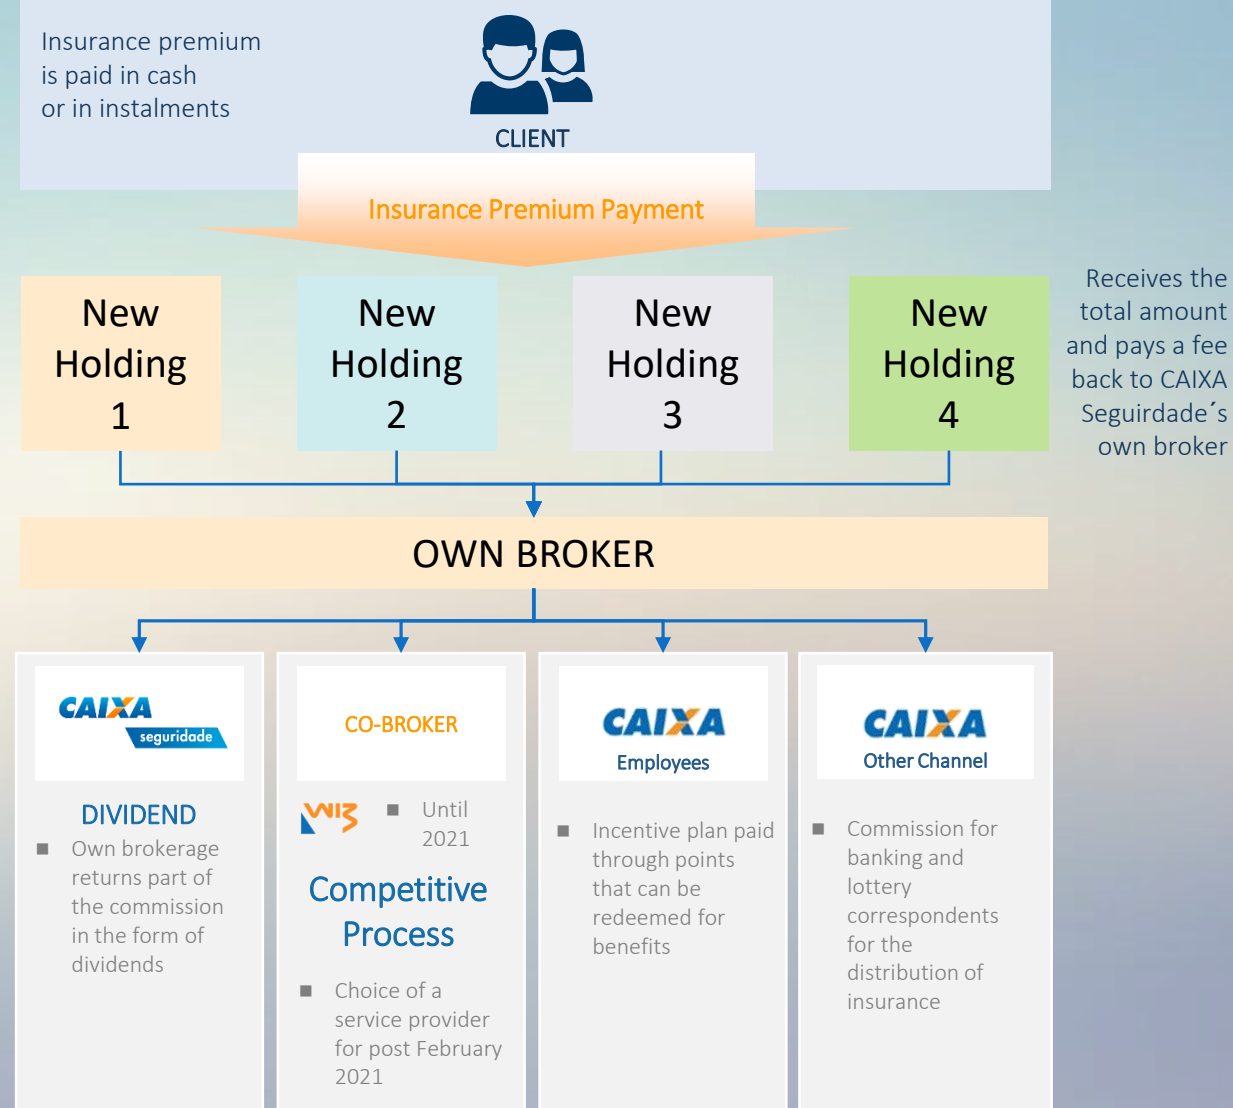 Insurance premium
is paid in cash
or in instalments
CLIENT
Insurance Premium Payment
New
Holding
1
New
Holding
2
New
Holding
3
New
Holding
4
Receives the
total amount
and pays a fee
back to CAIXA
Seguirdade´s
own broker
OWN BROKER
CAIXA
seguridade
DIVIDEND
■ Own brokerage
returns part of
the commission
in the form of
dividends
CO-BROKER
WIZ
■ Until
2021
Competitive
Process
■ Choice of a
service provider
for post February
2021
CAIXA
Employees
■ Incentive plan paid
through points
that can be
redeemed for
benefits
CAIXA
Other Channel
■ Commission for
banking and
lottery
correspondents
for the
distribution of
insurance